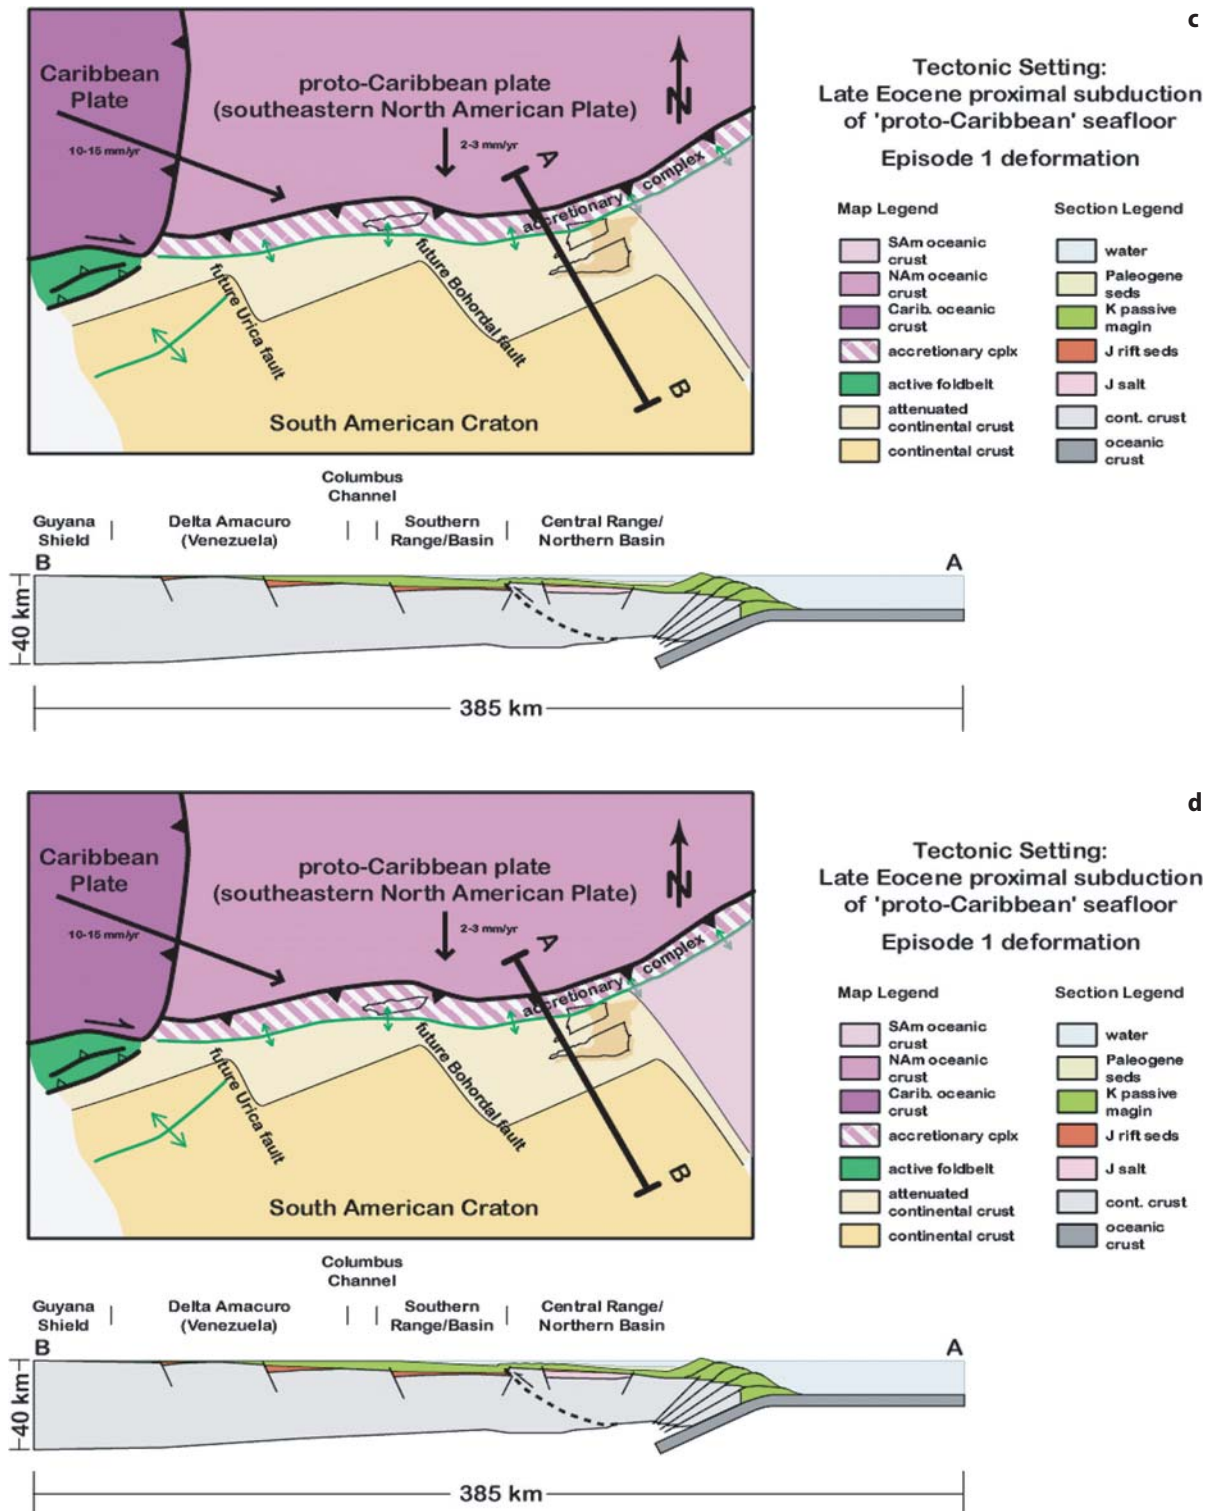 c
Caribbean
Plate
10-15 mm/yr
proto-Caribbean plate
(southeastern North American Plate)
2-3 mm/yr
N
A
accretionary complex
future Urica fault
future Bohordal fault
B
South American Craton
Tectonic Setting:
Late Eocene proximal subduction
of 'proto-Caribbean' seafloor
Episode 1 deformation
Map Legend
SAm oceanic
crust
NAm oceanic
crust
Carib. oceanic
crust
accretionary cplx
active foldbelt
attenuated
continental crust
continental crust
Section Legend
water
Paleogene
seds
K passive
magin
J rift seds
J salt
cont. crust
oceanic
crust
Columbus
Channel
Guyana
Shield
Delta Amacuro
(Venezuela)
Southern
Range/Basin
Central Range/
Northern Basin
B
A
40 km
385 km
d
Caribbean
Plate
10-15 mm/yr
proto-Caribbean plate
(southeastern North American Plate)
2-3 mm/yr
N
A
accretionary complex
future Urica fault
future Bohordal fault
B
South American Craton
Tectonic Setting:
Late Eocene proximal subduction
of 'proto-Caribbean' seafloor
Episode 1 deformation
Map Legend
SAm oceanic
crust
NAm oceanic
crust
Carib. oceanic
crust
accretionary cplx
active foldbelt
attenuated
continental crust
continental crust
Section Legend
water
Paleogene
seds
K passive
magin
J rift seds
J salt
cont. crust
oceanic
crust
Columbus
Channel
Guyana
Shield
Delta Amacuro
(Venezuela)
Southern
Range/Basin
Central Range/
Northern Basin
B
A
40 km
385 km